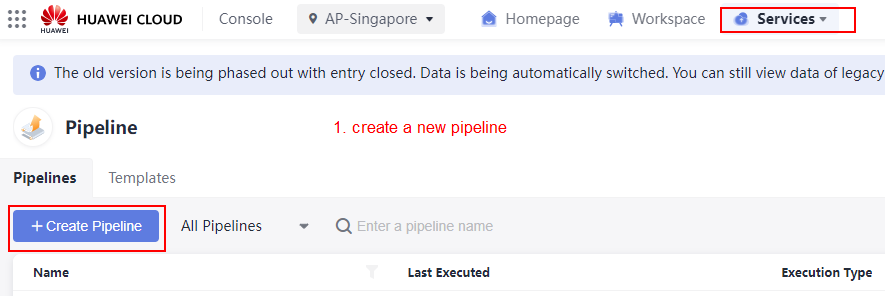 HUAWEI
HUAWEI CLOUD
Console
AP-Singapore
Homepage
Workspace
Services
The old version is being phased out with entry closed. Data is being automatically switched. You can still view data of legacy
Pipeline
1. create a new pipeline
Pipelines
Templates
+ Create Pipeline
All Pipelines
Enter a pipeline name
Name
Last Executed
Execution Type